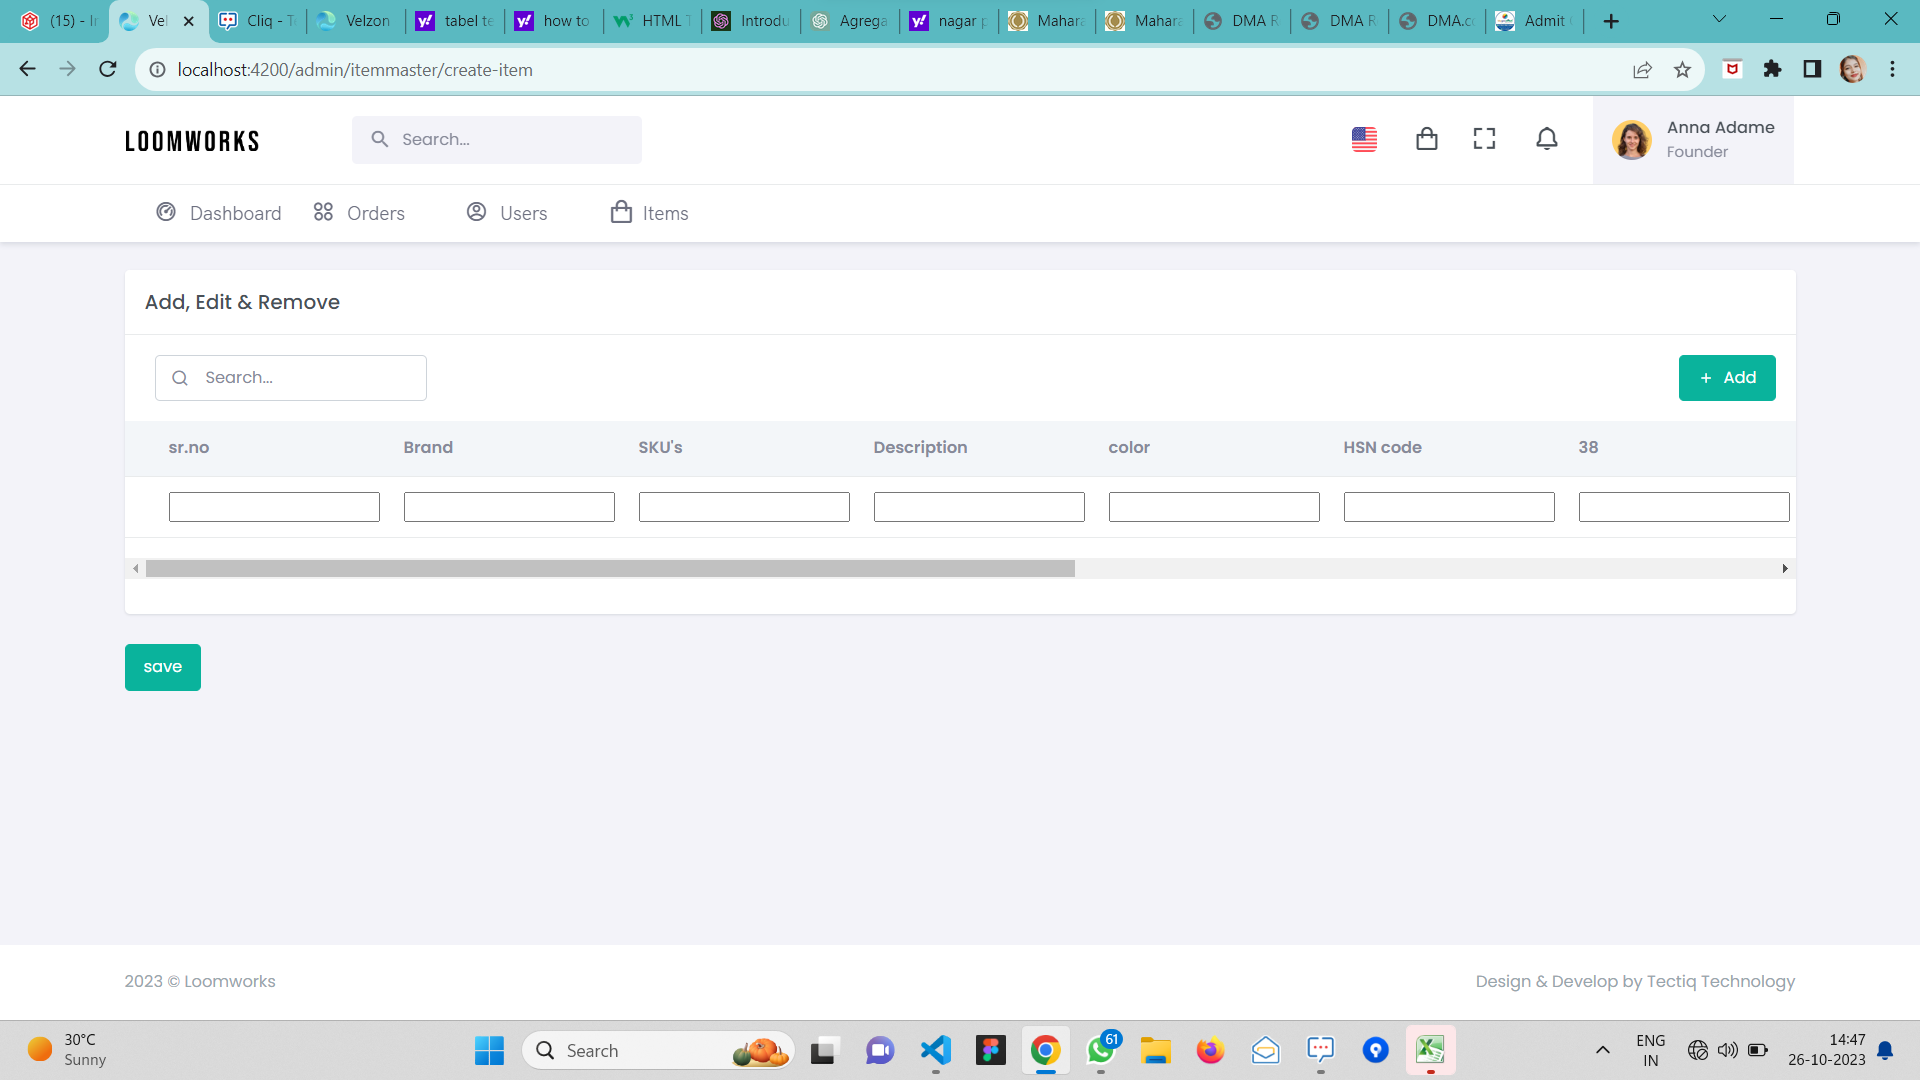 (15) - In
Vel
Cliq - Te
Velzon
tabel te
how to
HTML T
Introdu
Agrega
nagar p
Mahara
Mahara
DMA R
DMA R
DMA.co
Admit
localhost:4200/admin/itemmaster/create-item
LOOMWORKS
Search...
Anna Adame
Founder
Dashboard
Orders
Users
Items
Add, Edit & Remove
Search...
+ Add
sr.no Brand SKU's Description color HSN code 38
save
2023 © Loomworks
Design & Develop by Tectiq Technology
30°C
Sunny
Search
61
ENG
IN
14:47
26-10-2023